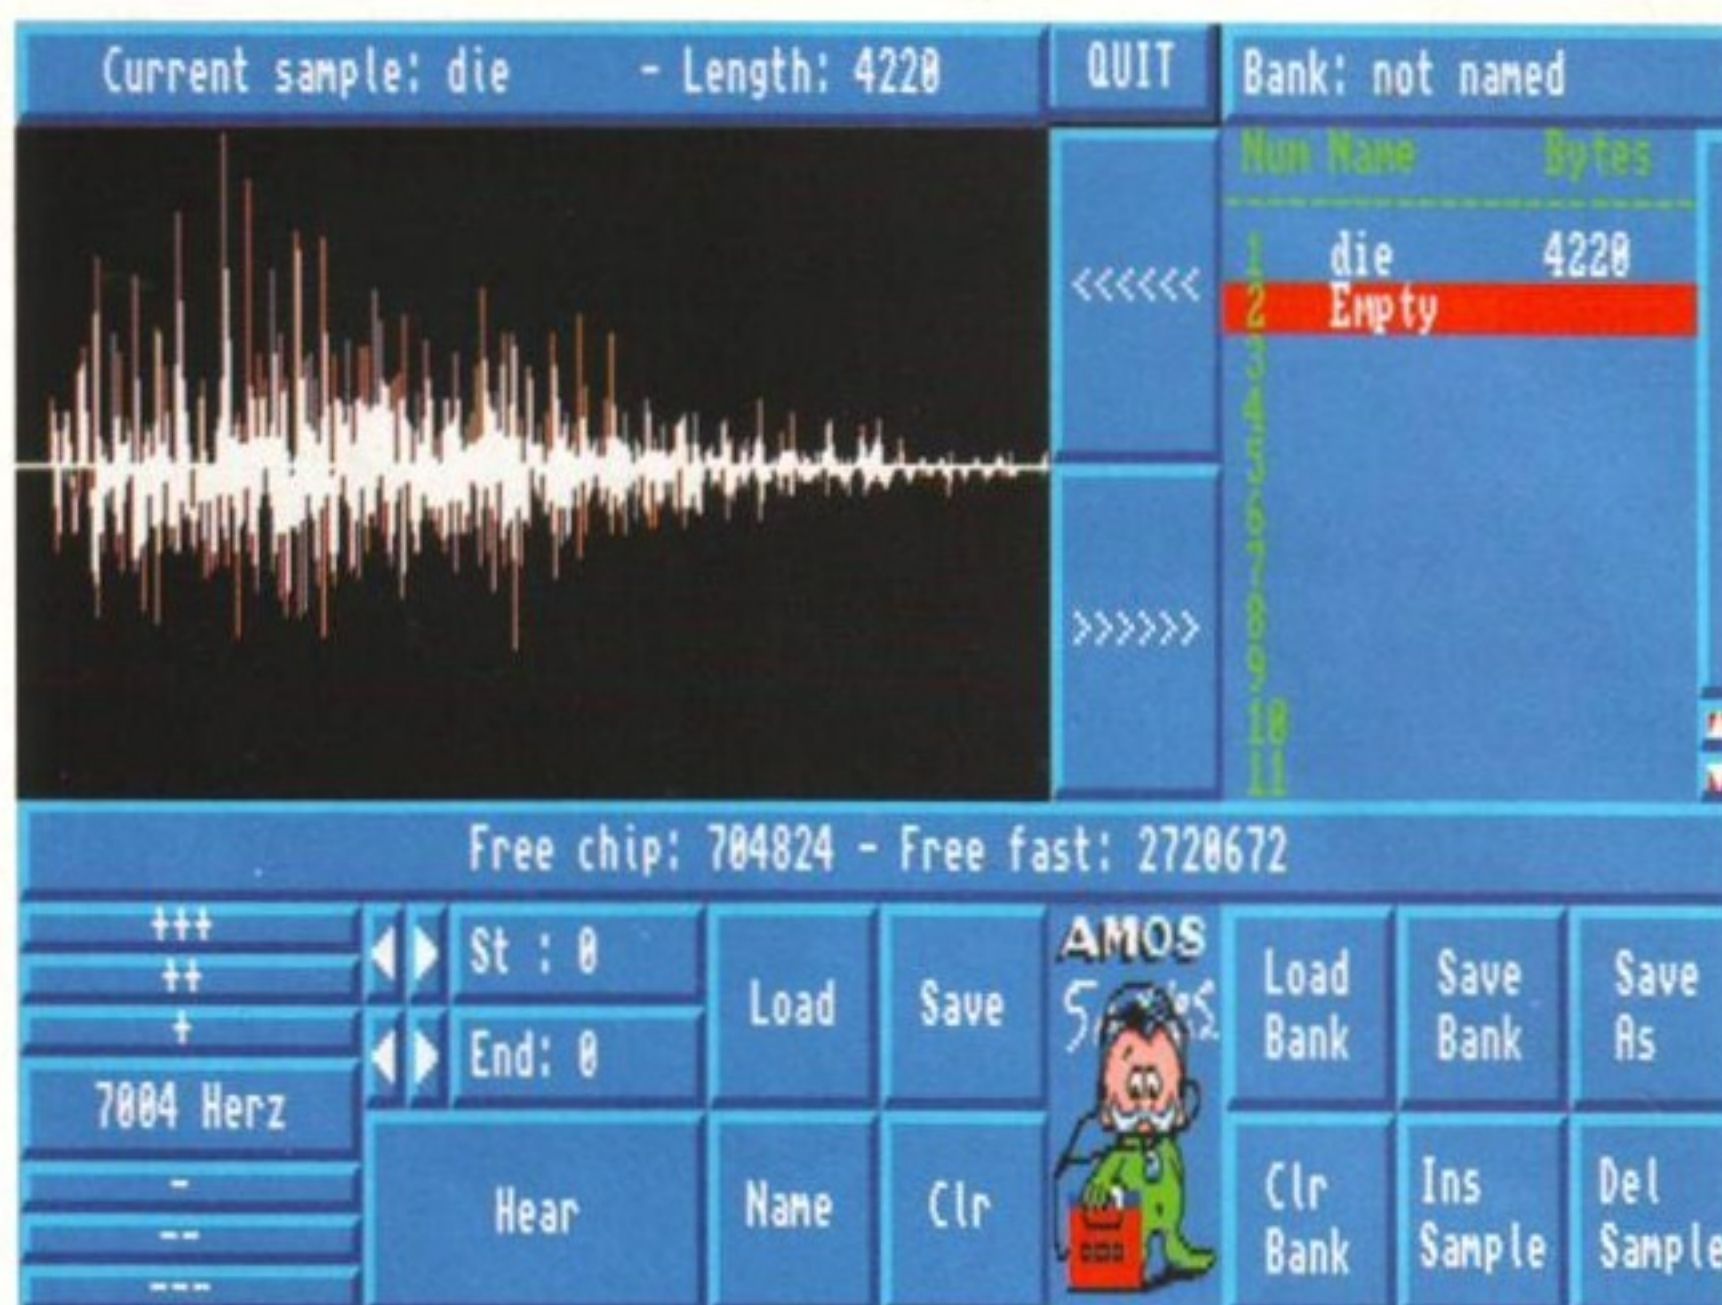 Current sample: die - Length: 4220
QUIT
Bank: not named
Num Name Bytes
1 die 4220
2 Empty
3
4
5
6
7
8
9
10
11
<<<<<<
>>>>>>
Free chip: 704824 - Free fast: 2720672
+++
++
+
7004 Herz
-
--
---
St : 0
End: 0
Hear
Load
Save
Name
Clr
AMOS
Load
Bank
Save
Bank
Save
As
Clr
Bank
Ins
Sample
Del
Sample